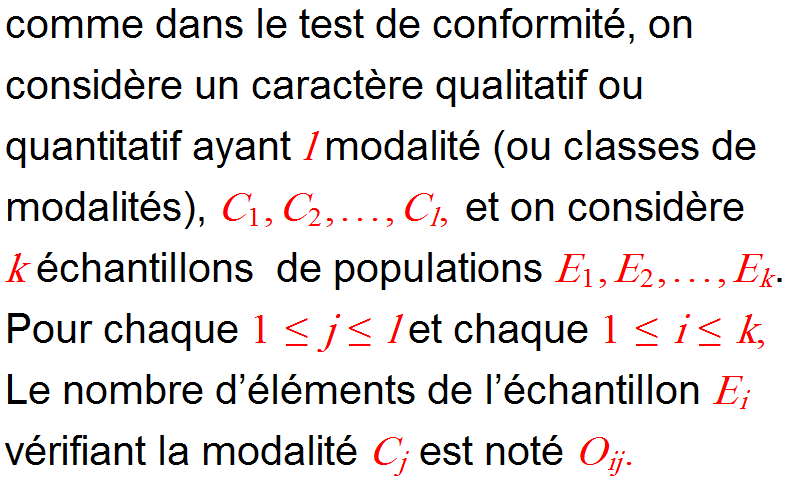 comme dans le test de conformité, on
considère un caractère qualitatif ou
quantitatif ayant l modalité (ou classes de
modalités), C₁, C₂,…, Cₗ, et on considère
k échantillons de populations E₁, E₂,…, Eₖ.
Pour chaque 1 ≤ j ≤ l et chaque 1 ≤ i ≤ k,
Le nombre d’éléments de l’échantillon Eᵢ
vérifiant la modalité Cⱼ est noté Oᵢⱼ.